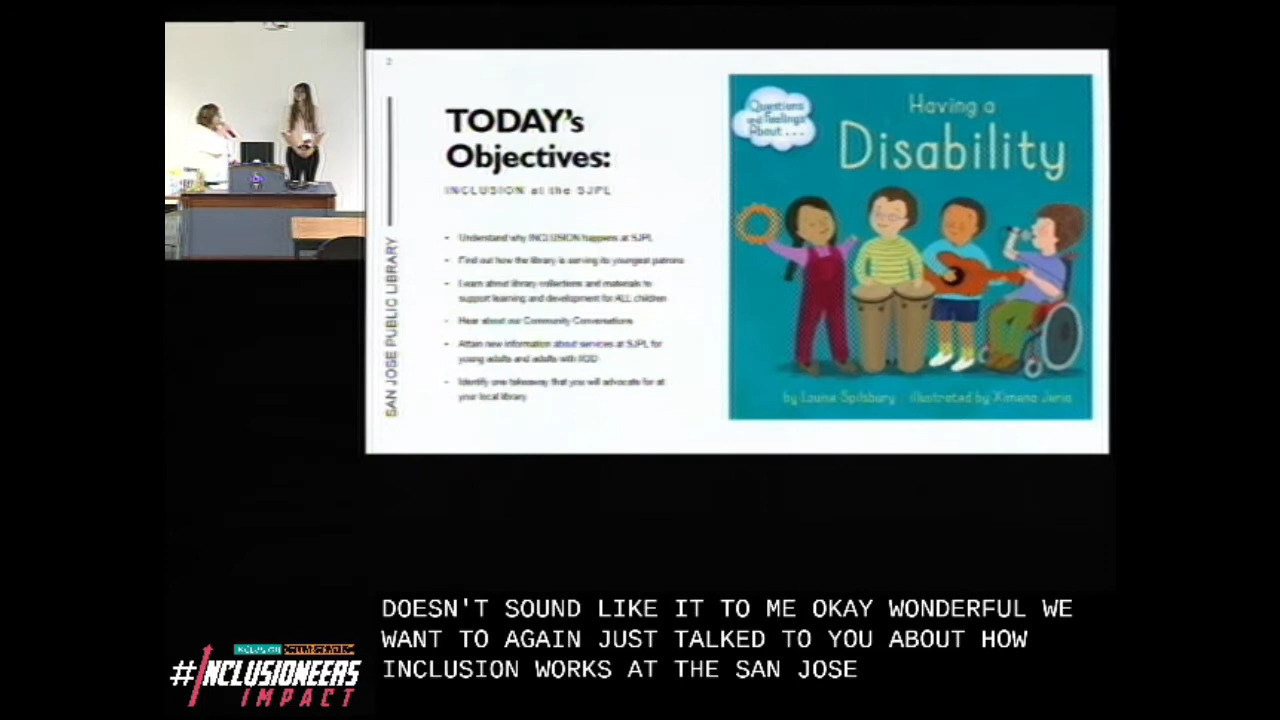 2
TODAY's
Objectives:
INCLUSION at the SJPL
SAN JOSE PUBLIC LIBRARY
- Understand why INCLUSION happens at SJPL
- Find out how the library is serving its youngest patrons
- Learn about library collections and materials to
support learning and development for ALL children
- Hear about our Community Conversations
- Attain new information about services at SJPL for
young adults and adults with
- Identify one takeaway that you will advocate for at
your local library
Questions
and Feelings
About...
Having a
Disability
by Louise Spilsbury illustrated by Ximena Jeria
#INCLUSIONEERS
IMPACT
DOESN'T SOUND LIKE IT TO ME OKAY WONDERFUL WE
WANT TO AGAIN JUST TALKED TO YOU ABOUT HOW
INCLUSION WORKS AT THE SAN JOSE